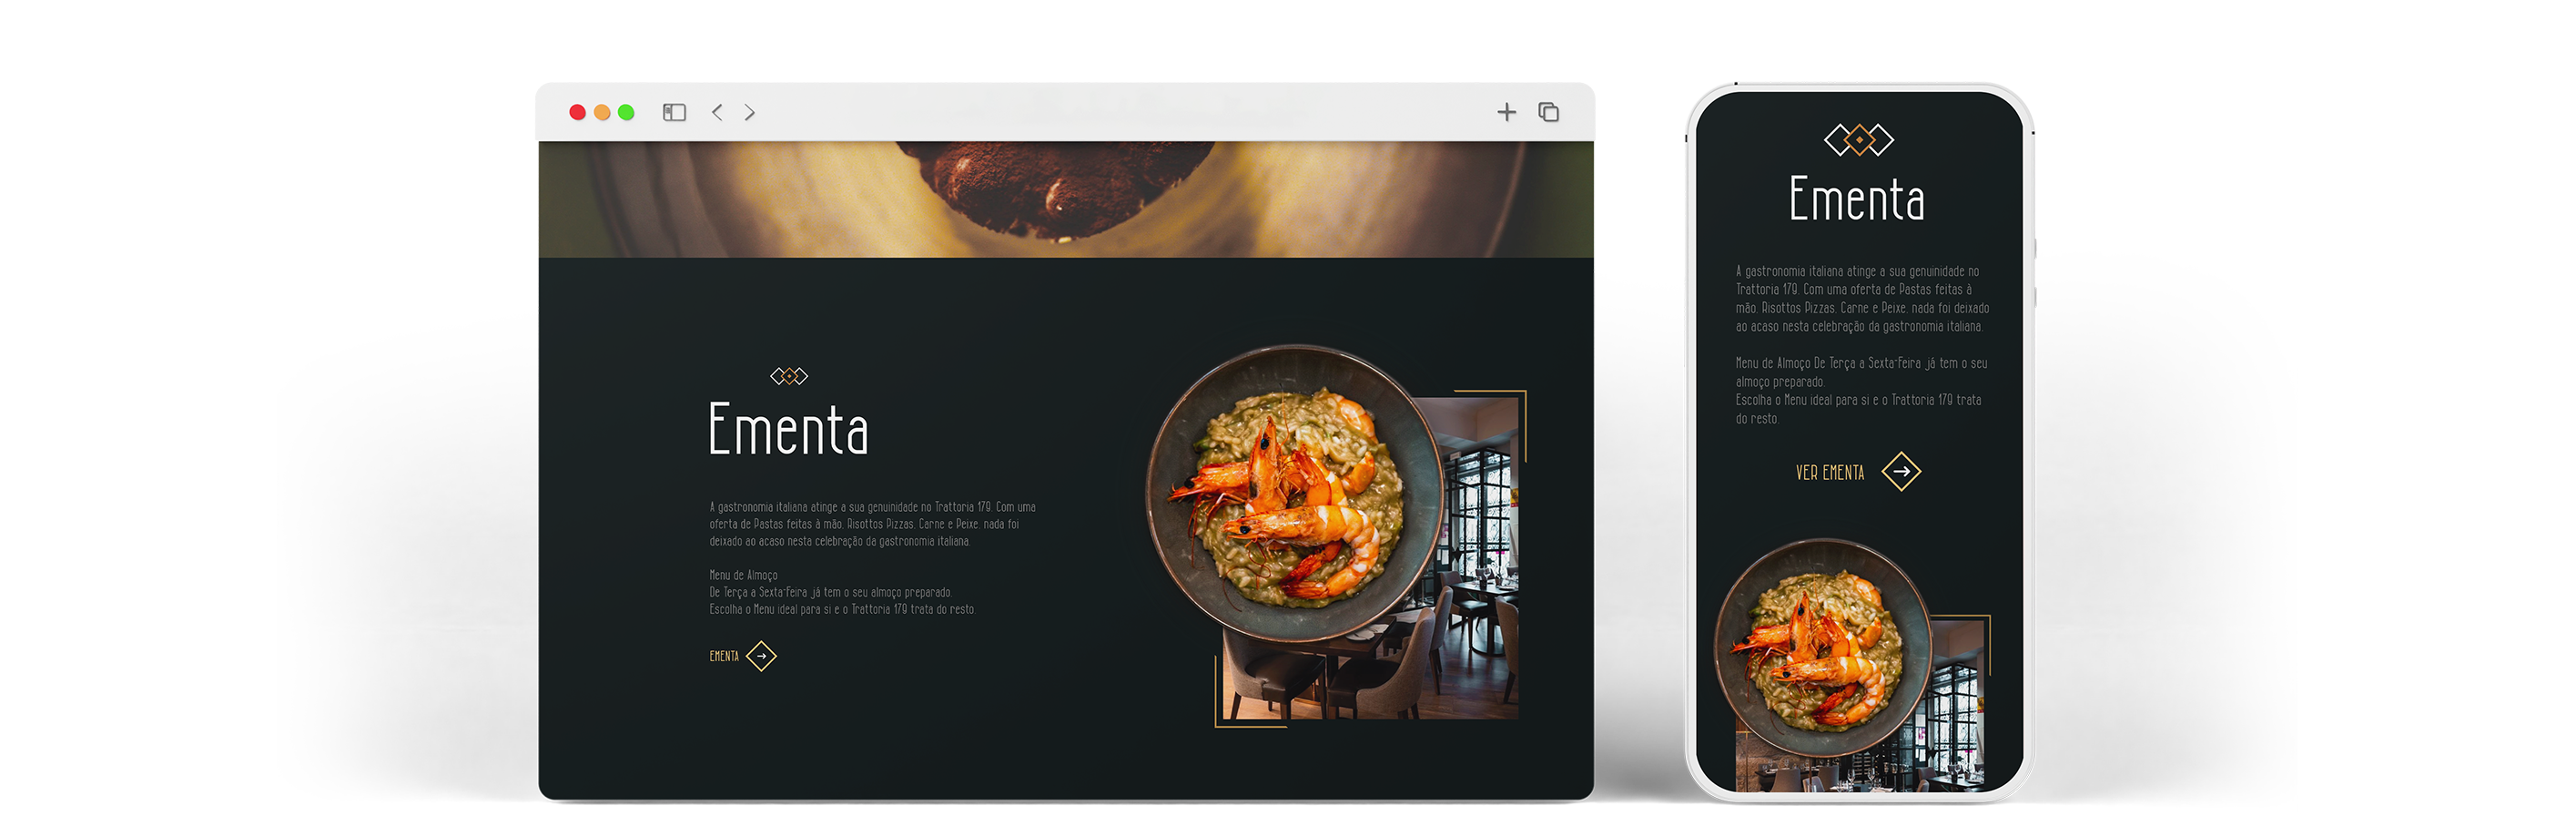 Ementa
A gastronomia italiana atinge a sua genuinidade no Trattoria 179. Com uma
oferta de Pastas feitas à mão, Risottos Pizzas, Carne e Peixe, nada foi
deixado ao acaso nesta celebração da gastronomia italiana.
Menu de Almoço
De Terça a Sexta-Feira já tem o seu almoço preparado.
Escolha o Menu ideal para si e o Trattoria 179 trata do resto.
EMENTA
Ementa
A gastronomia italiana atinge a sua genuinidade no
Trattoria 179. Com uma oferta de Pastas feitas à
mão, Risottos Pizzas, Carne e Peixe, nada foi deixado
ao acaso nesta celebração da gastronomia italiana.
Menu de Almoço De Terça a Sexta-Feira já tem o seu
almoço preparado.
Escolha o Menu ideal para si e o Trattoria 179 trata
do resto.
VER EMENTA